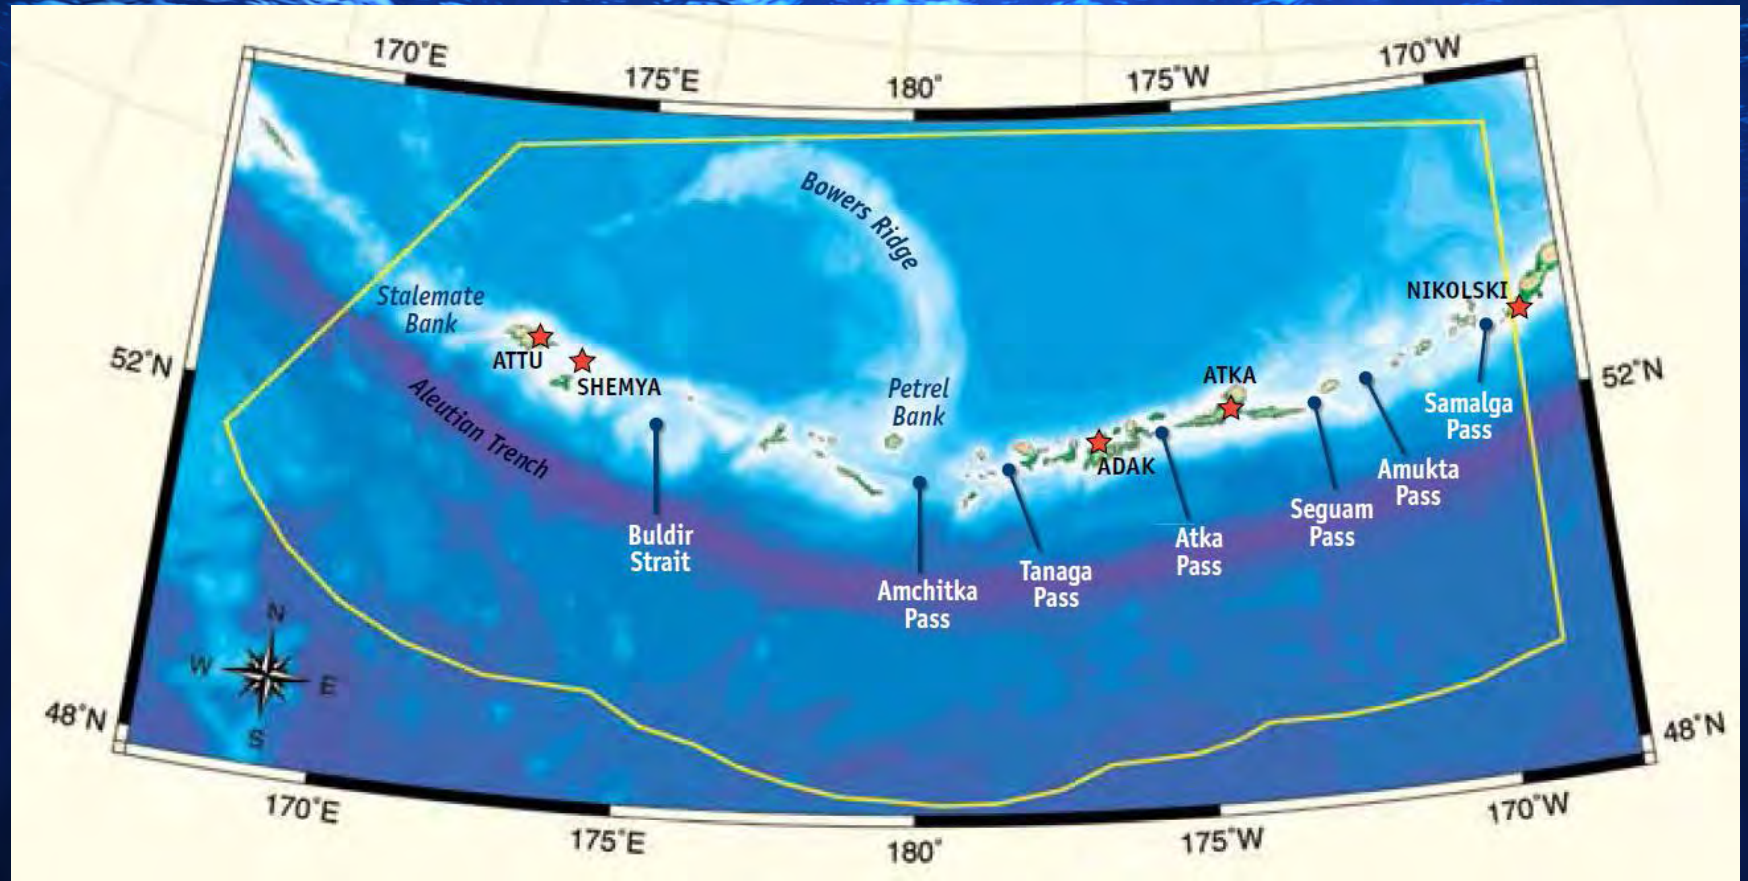 170°E
175°E
180°
175°W
170°W
Bowers Ridge
Stalemate
Bank
NIKOLSKI
52°N
ATTU
SHEMYA
Aleutian Trench
Petrel
Bank
ATKA
52°N
ADAK
Samalga
Pass
Amukta
Pass
Seguam
Pass
Buldir
Strait
Atka
Pass
Tanaga
Pass
Amchitka
Pass
N
W
E
S
48°N
48°N
170°E
175°E
180°
175°W
170°W